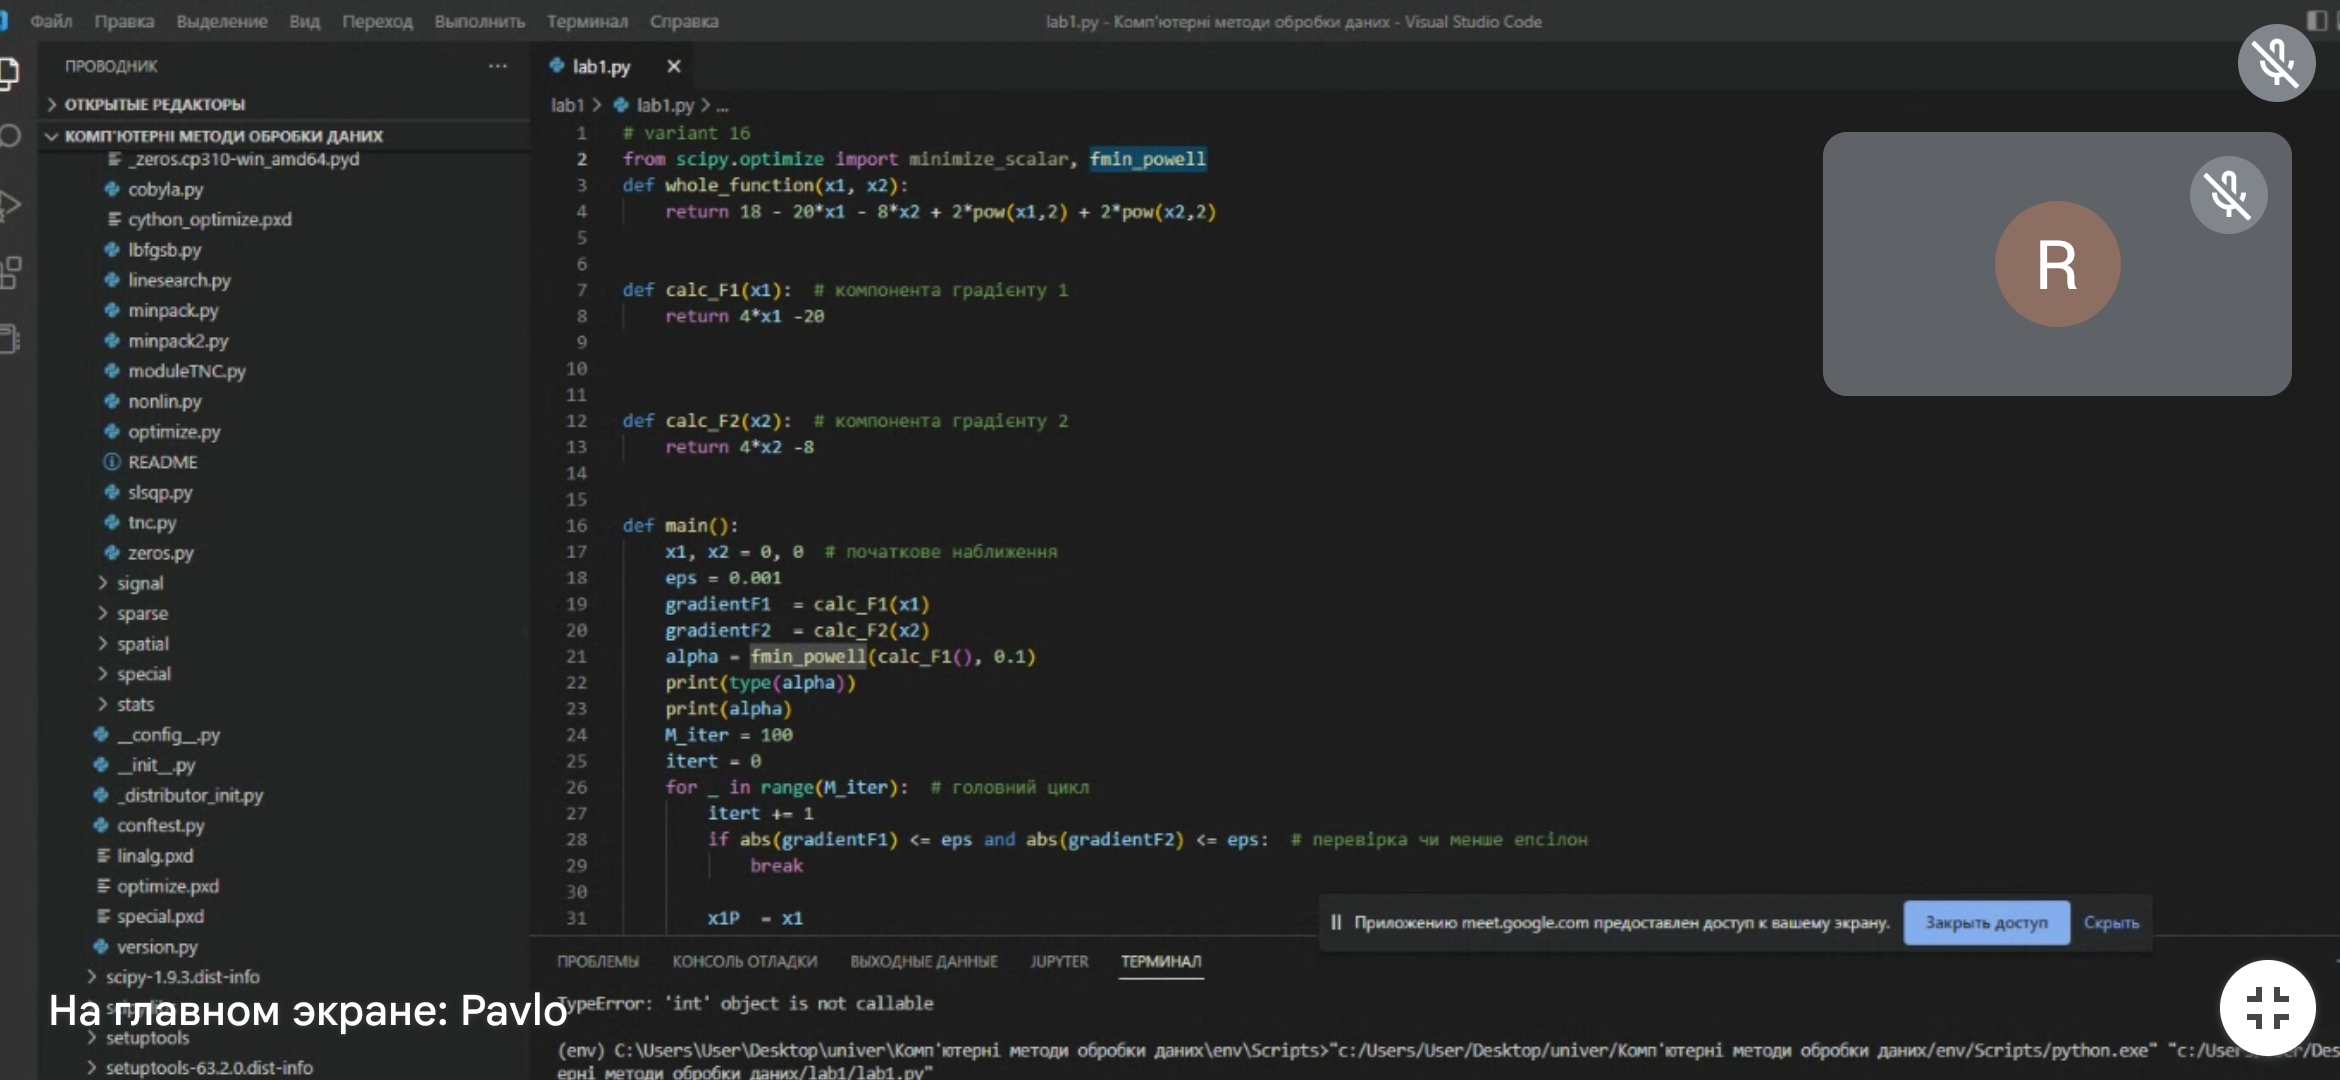 Файл Правка Выделение Вид Переход Выполнить Терминал Справка
lab1.py - Комп'ютерні методи обробки даних - Visual Studio Code
ПРОВОДНИК ···
ОТКРЫТЫЕ РЕДАКТОРЫ
КОМП'ЮТЕРНІ МЕТОДИ ОБРОБКИ ДАНИХ
_zeros.cp310-win_amd64.pyd
cobyla.py
cython_optimize.pxd
lbfgsb.py
linesearch.py
minpack.py
minpack2.py
moduleTNC.py
nonlin.py
optimize.py
README
slsqp.py
tnc.py
zeros.py
signal
sparse
spatial
special
stats
__config__.py
__init__.py
_distributor_init.py
conftest.py
linalg.pxd
optimize.pxd
special.pxd
version.py
scipy-1.9.3.dist-info
setuptools
setuptools-63.2.0.dist-info
На главном экране: Pavlo
lab1.py
lab1 > lab1.py > ...
1 # variant 16
2 from scipy.optimize import minimize_scalar, fmin_powell
3 def whole_function(x1, x2):
4 return 18 - 20*x1 - 8*x2 + 2*pow(x1,2) + 2*pow(x2,2)
5
6
7 def calc_F1(x1): # компонента градієнту 1
8 return 4*x1 -20
9
10
11
12 def calc_F2(x2): # компонента градієнту 2
13 return 4*x2 -8
14
15
16 def main():
17 x1, x2 = 0, 0 # початкове наближення
18 eps = 0.001
19 gradientF1 = calc_F1(x1)
20 gradientF2 = calc_F2(x2)
21 alpha = fmin_powell(calc_F1(), 0.1)
22 print(type(alpha))
23 print(alpha)
24 M_iter = 100
25 itert = 0
26 for _ in range(M_iter): # головний цикл
27 itert += 1
28 if abs(gradientF1) <= eps and abs(gradientF2) <= eps: # перевірка чи менше епсілон
29 break
30
31 x1P = x1
R
Приложению meet.google.com предоставлен доступ к вашему экрану. Закрыть доступ Скрыть
ПРОБЛЕМЫ КОНСОЛЬ ОТЛАДКИ ВЫХОДНЫЕ ДАННЫЕ JUPYTER ТЕРМИНАЛ
TypeError: 'int' object is not callable
(env) C:\Users\User\Desktop\univer\Комп'ютерні методи обробки даних\env\Scripts>"c:/Users/User/Desktop/univer/Комп'ютерні методи обробки даних/env/Scripts/python.exe" "c:/
ерні методи обробки даних/lab1/lab1.py"